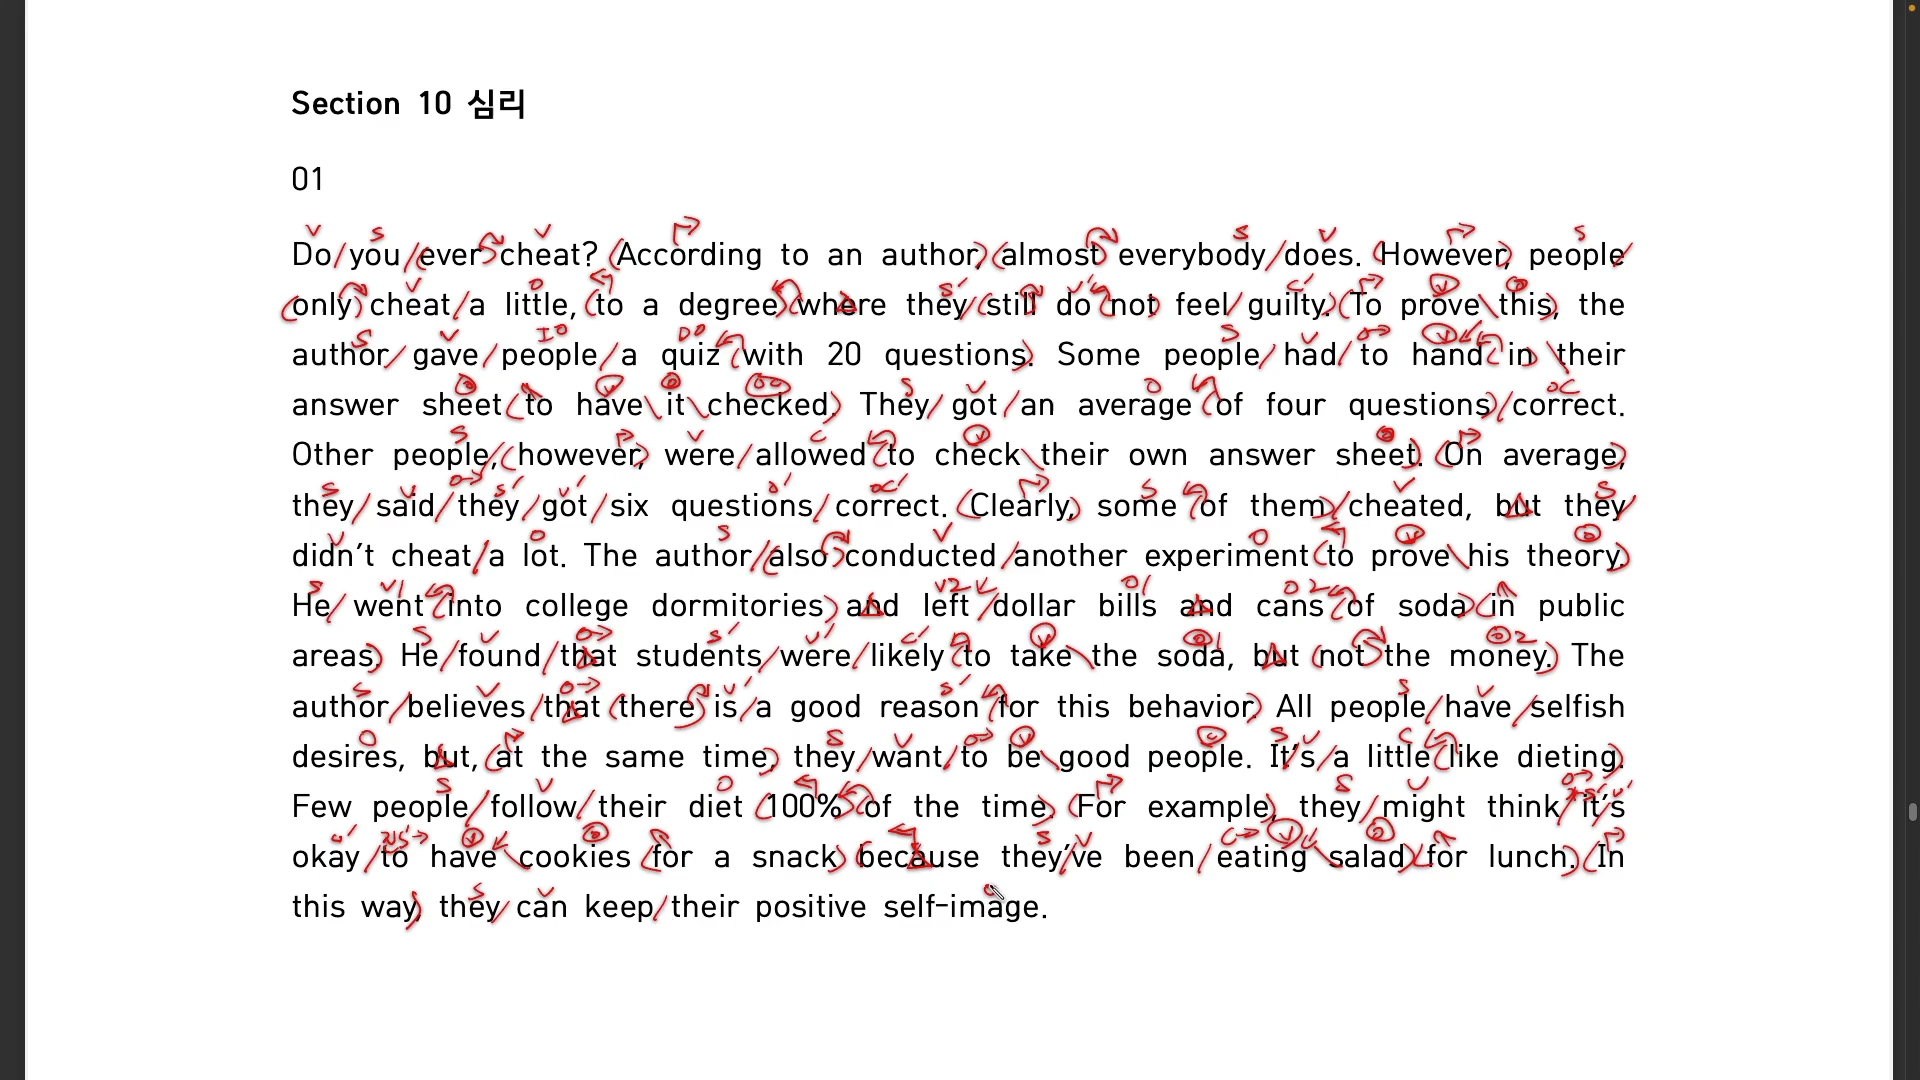 Section 10 심리
01
Do you ever cheat? According to an author, almost everybody does. However, people
only cheat a little, to a degree where they still do not feel guilty. To prove this, the
author gave people a quiz with 20 questions. Some people had to hand in their
answer sheet to have it checked. They got an average of four questions correct.
Other people, however, were allowed to check their own answer sheet. On average,
they said they got six questions correct. Clearly, some of them cheated, but they
didn't cheat a lot. The author also conducted another experiment to prove his theory.
He went into college dormitories and left dollar bills and cans of soda in public
areas. He found that students were likely to take the soda, but not the money. The
author believes that there is a good reason for this behavior. All people have selfish
desires, but, at the same time, they want to be good people. It's a little like dieting.
Few people follow their diet 100% of the time. For example, they might think it's
okay to have cookies for a snack because they've been eating salad for lunch. In
this way, they can keep their positive self-image.